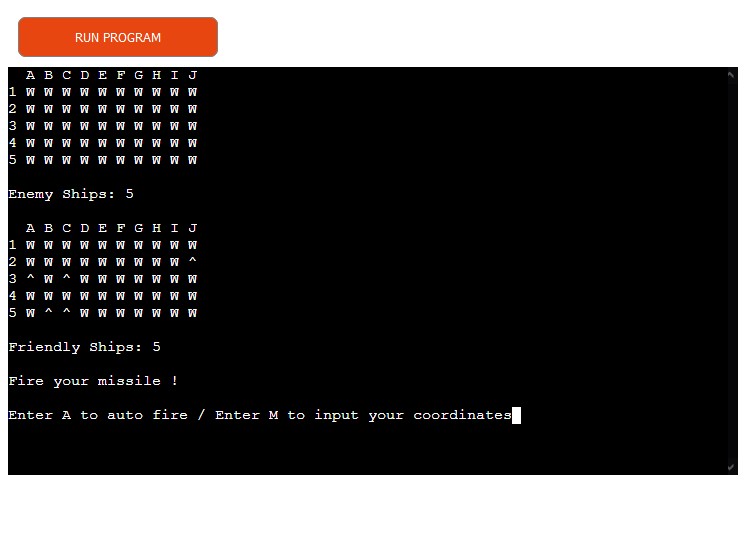 RUN PROGRAM
  A B C D E F G H I J
1 W W W W W W W W W W
2 W W W W W W W W W W
3 W W W W W W W W W W
4 W W W W W W W W W W
5 W W W W W W W W W W
Enemy Ships: 5
  A B C D E F G H I J
1 W W W W W W W W W W
2 W W W W W W W W W ^
3 ^ W ^ W W W W W W W
4 W W W W W W W W W W
5 W ^ ^ W W W W W W W
Friendly Ships: 5
Fire your missile !
Enter A to auto fire / Enter M to input your coordinates